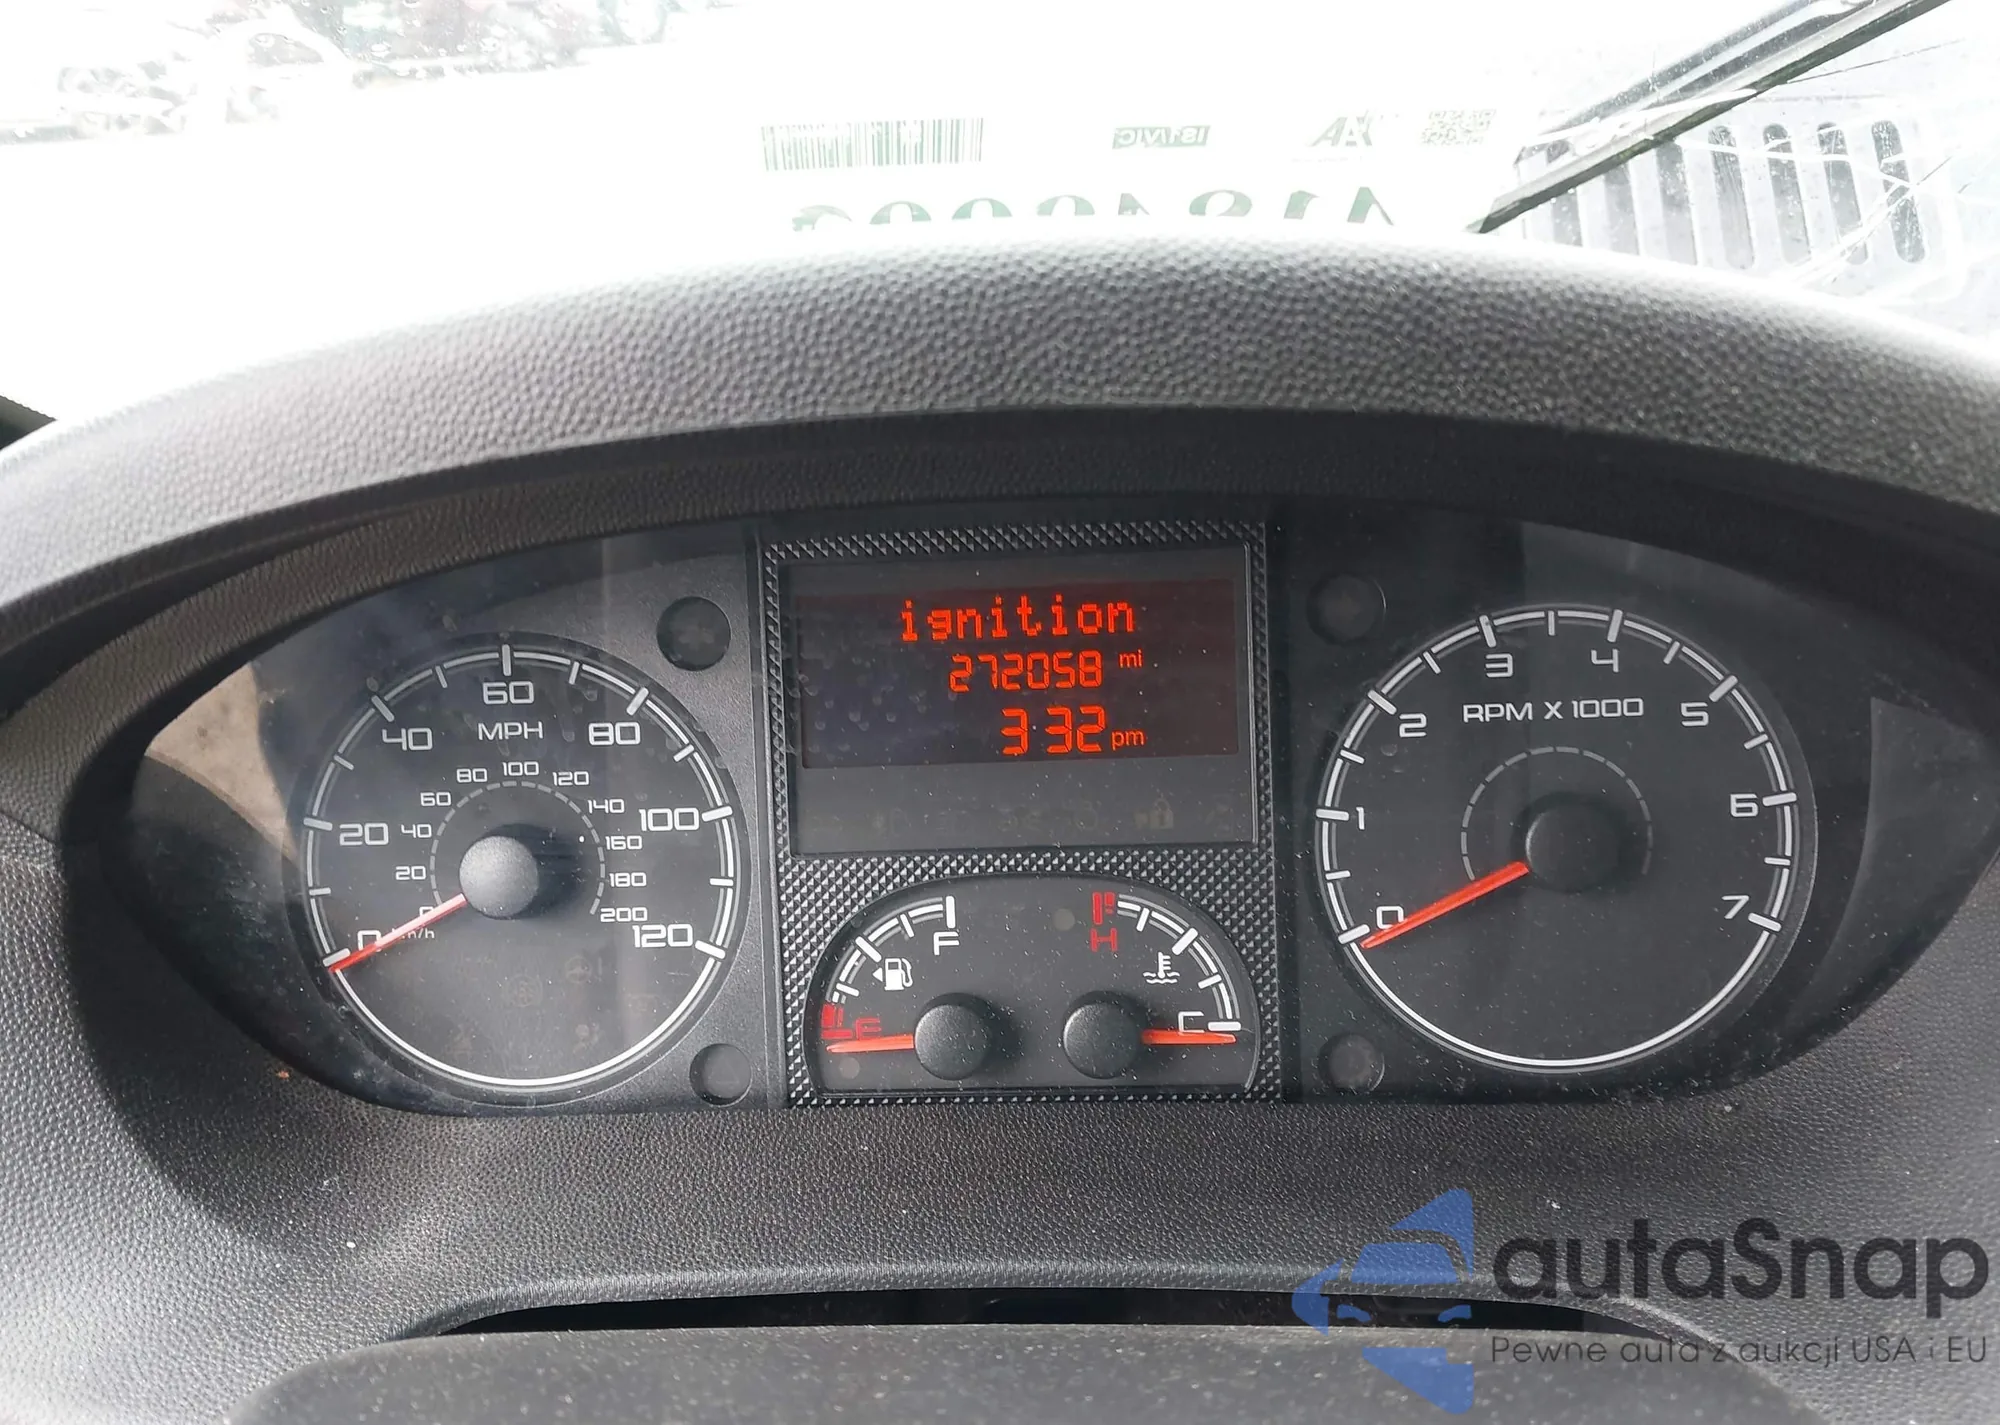 ignition
272058 mi
3:32 pm
0 20 40 60 80 100 120
MPH
0 20 40 60 80 100 120 140 160 180 200
km/h
E F
H C
0 1 2 3 4 5 6 7
RPM X 1000
autaSnap
Pewne auta z aukcji USA i EU